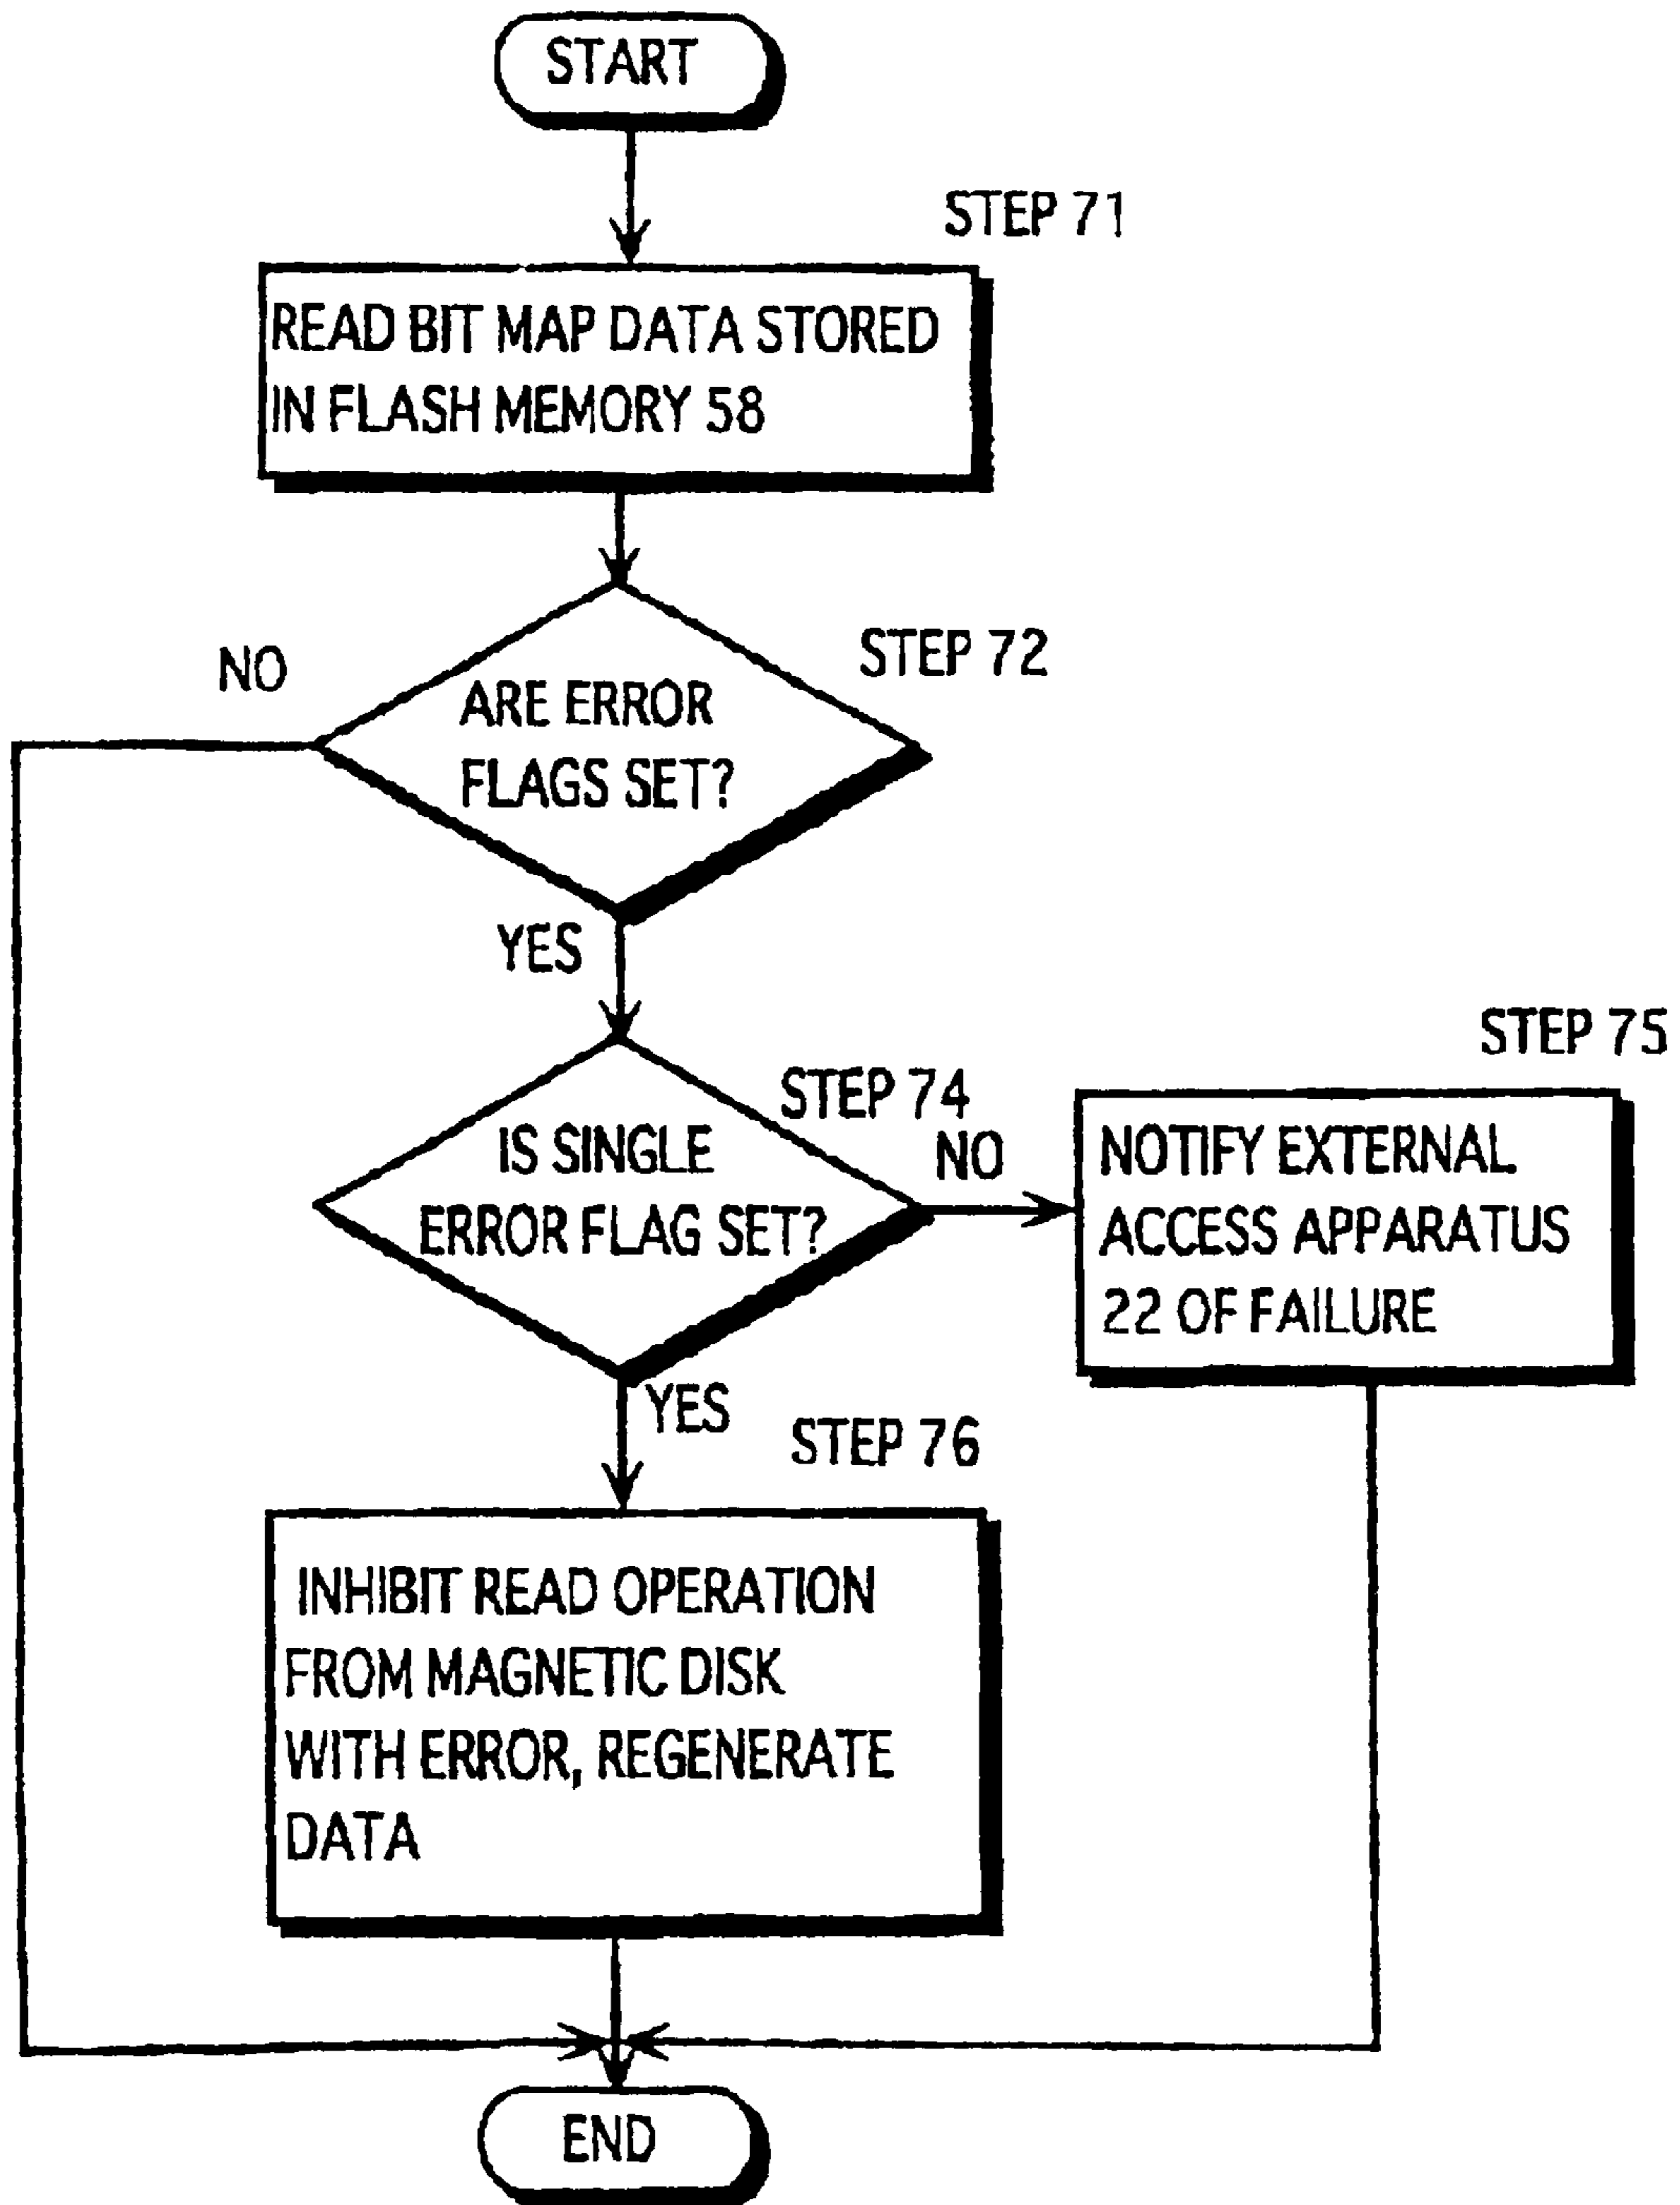 START
STEP 71
READ BIT MAP DATA STORED
IN FLASH MEMORY 58
NO
STEP 72
ARE ERROR
FLAGS SET?
YES
STEP 74
IS SINGLE
ERROR FLAG SET?
NO
STEP 75
NOTIFY EXTERNAL
ACCESS APPARATUS
22 OF FAILURE
YES
STEP 76
INHIBIT READ OPERATION
FROM MAGNETIC DISK
WITH ERROR, REGENERATE
DATA
END